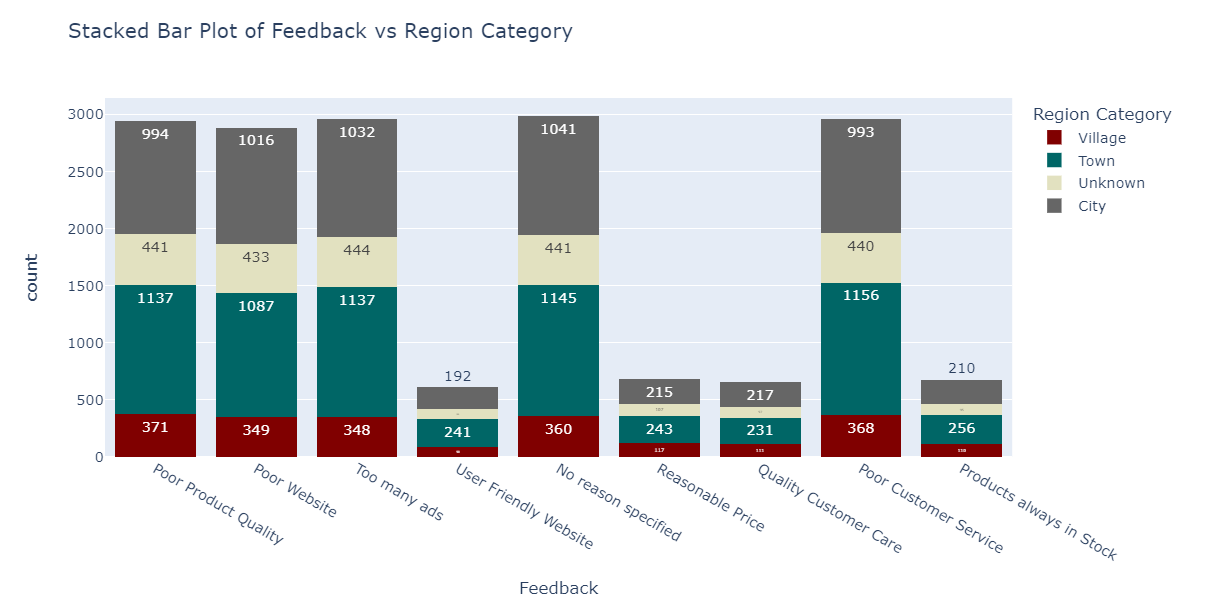 Stacked Bar Plot of Feedback vs Region Category
Region Category
Village
Town
Unknown
City
count
3000
2500
2000
1500
1000
500
0
994
441
1137
371
1016
433
1087
349
1032
444
1137
348
192
241
1041
441
1145
360
215
243
117
217
231
993
440
1156
368
210
256
Poor Product Quality
Poor Website
Too many ads
User Friendly Website
No reason specified
Reasonable Price
Quality Customer Care
Poor Customer Service
Products always in Stock
Feedback